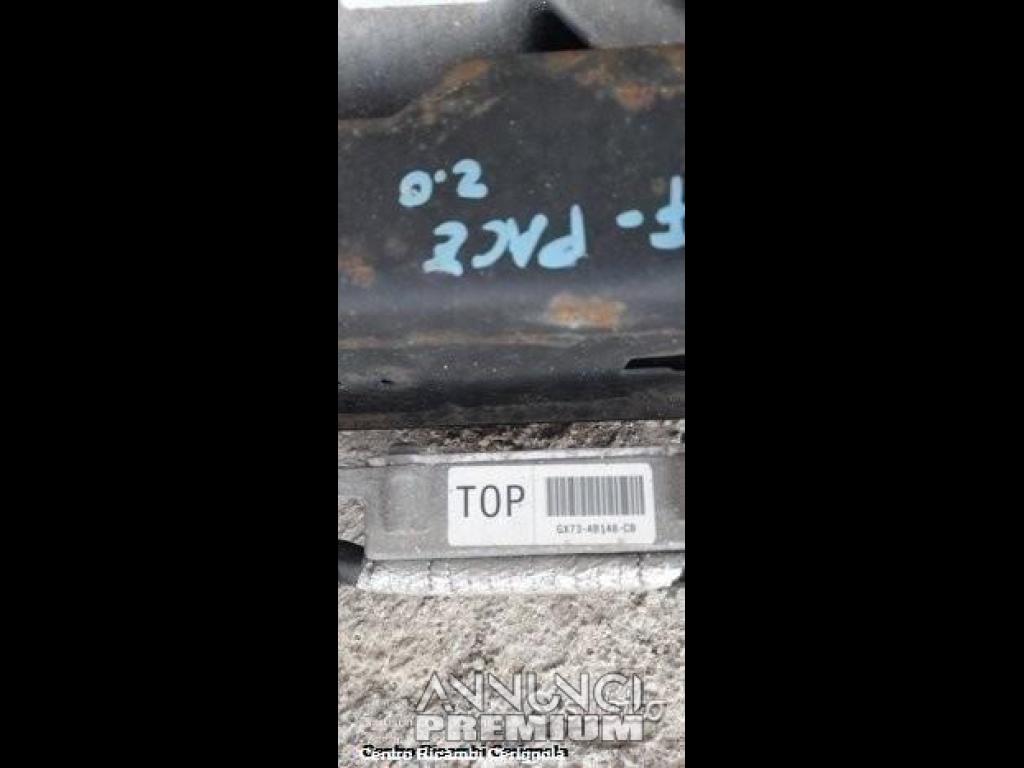 F-PACE
2.0
TOP
GX73-4B148-CB
ANNUNCI
PREMIUM
Centro Ricambi Cerignola